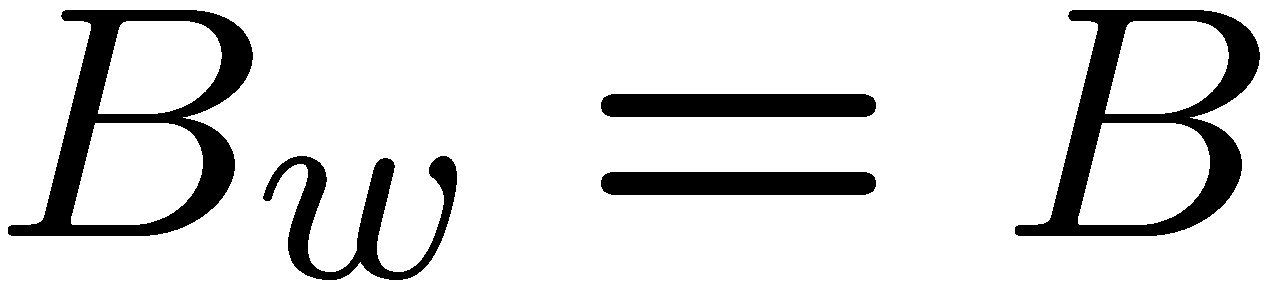 B_w = B